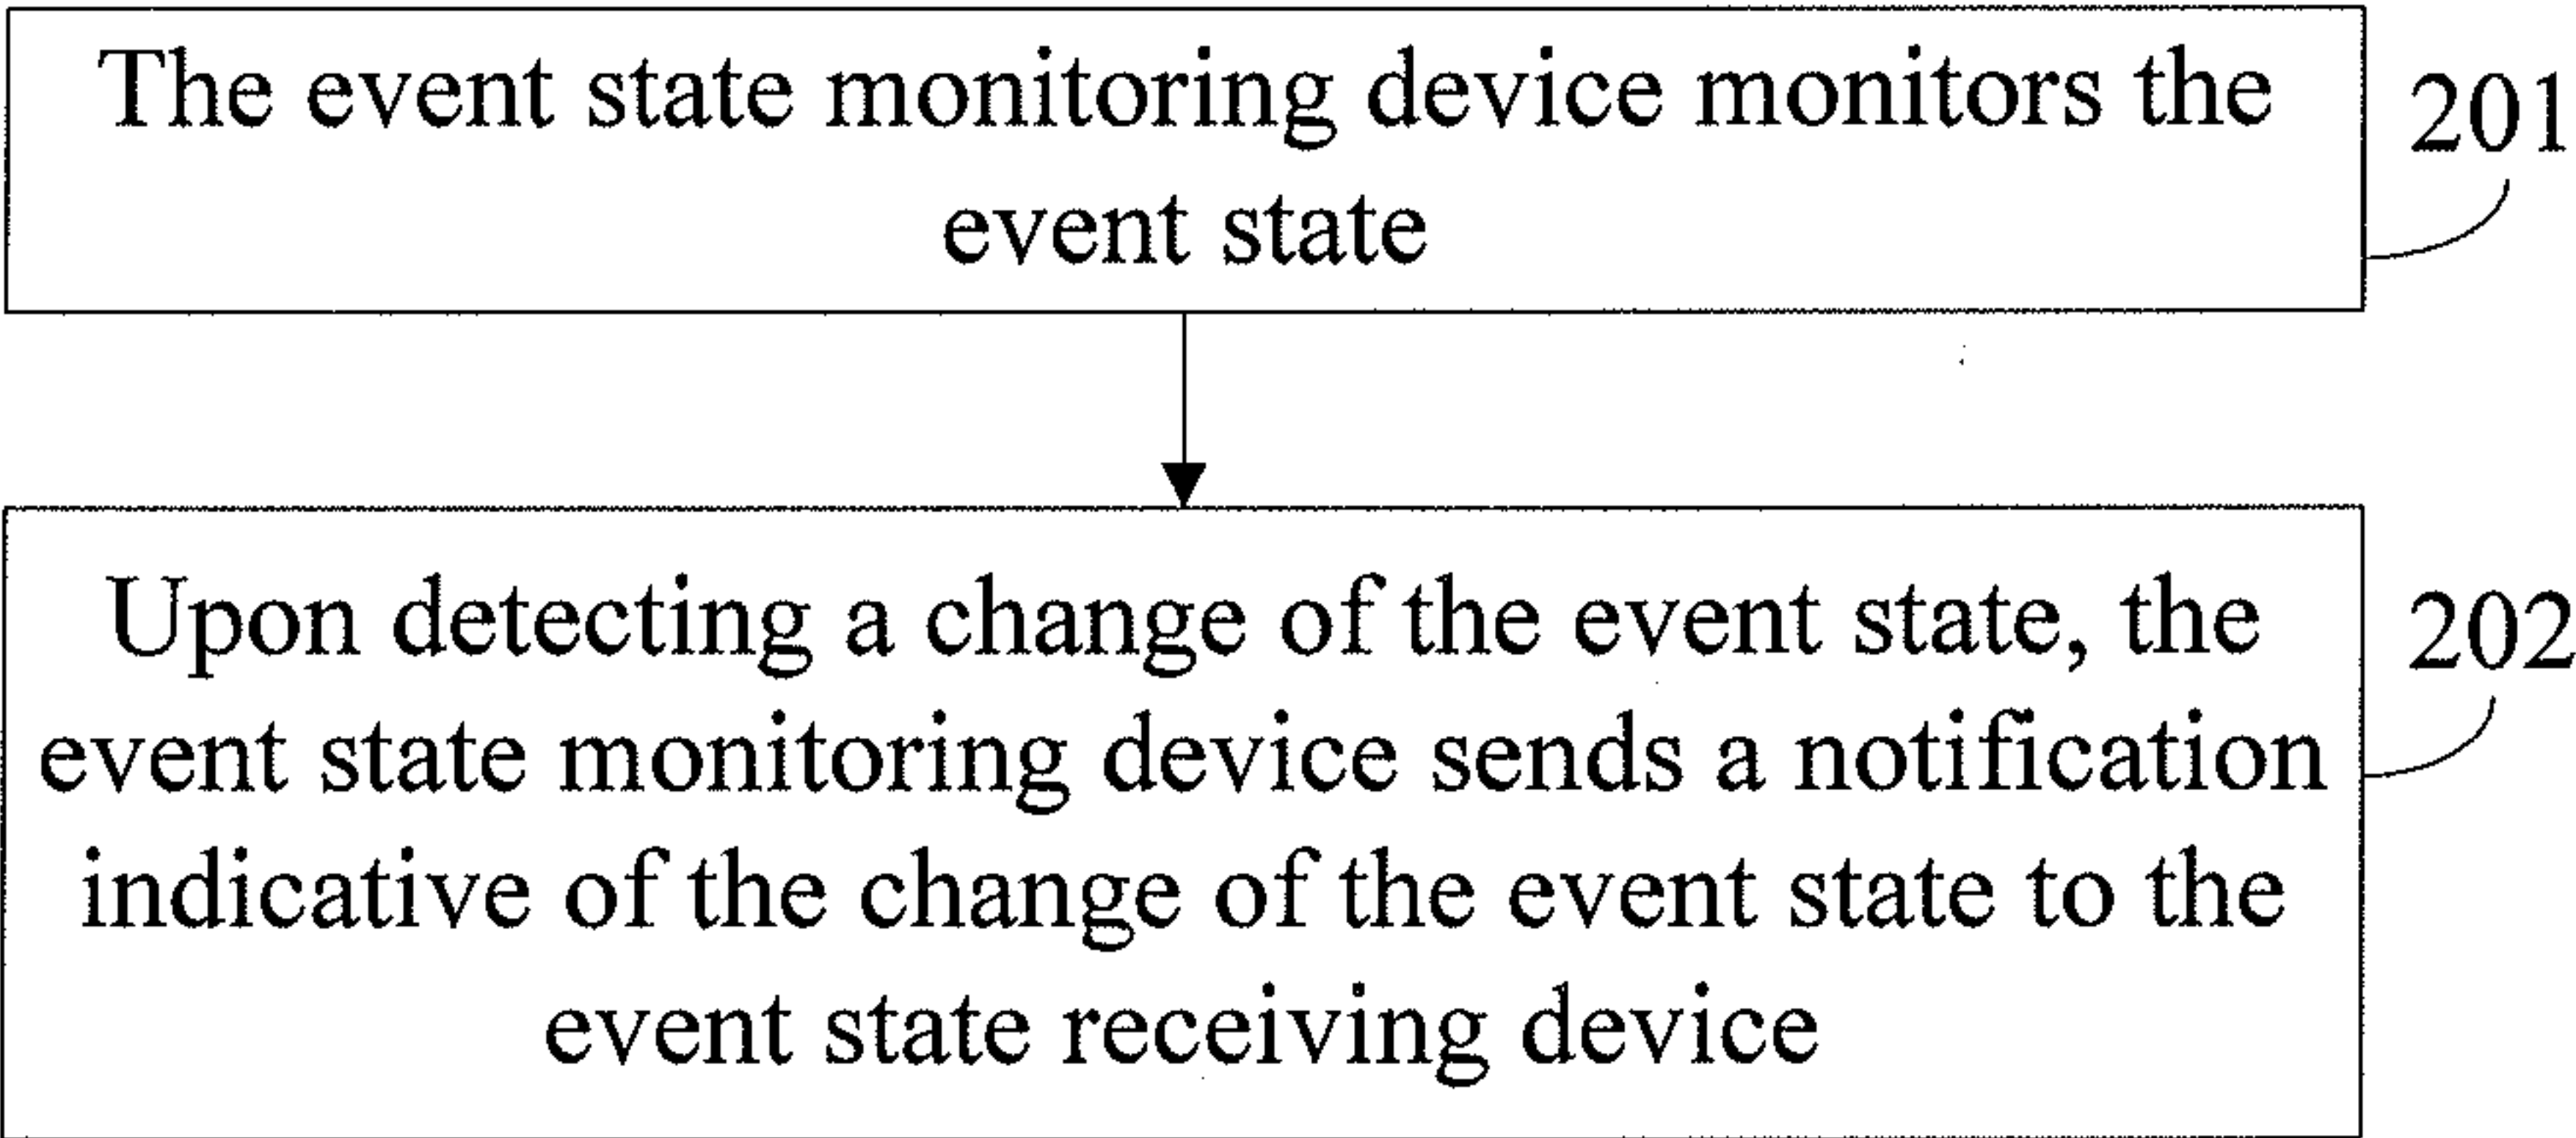 The event state monitoring device monitors the
event state
201
Upon detecting a change of the event state, the
event state monitoring device sends a notification
indicative of the change of the event state to the
event state receiving device
202